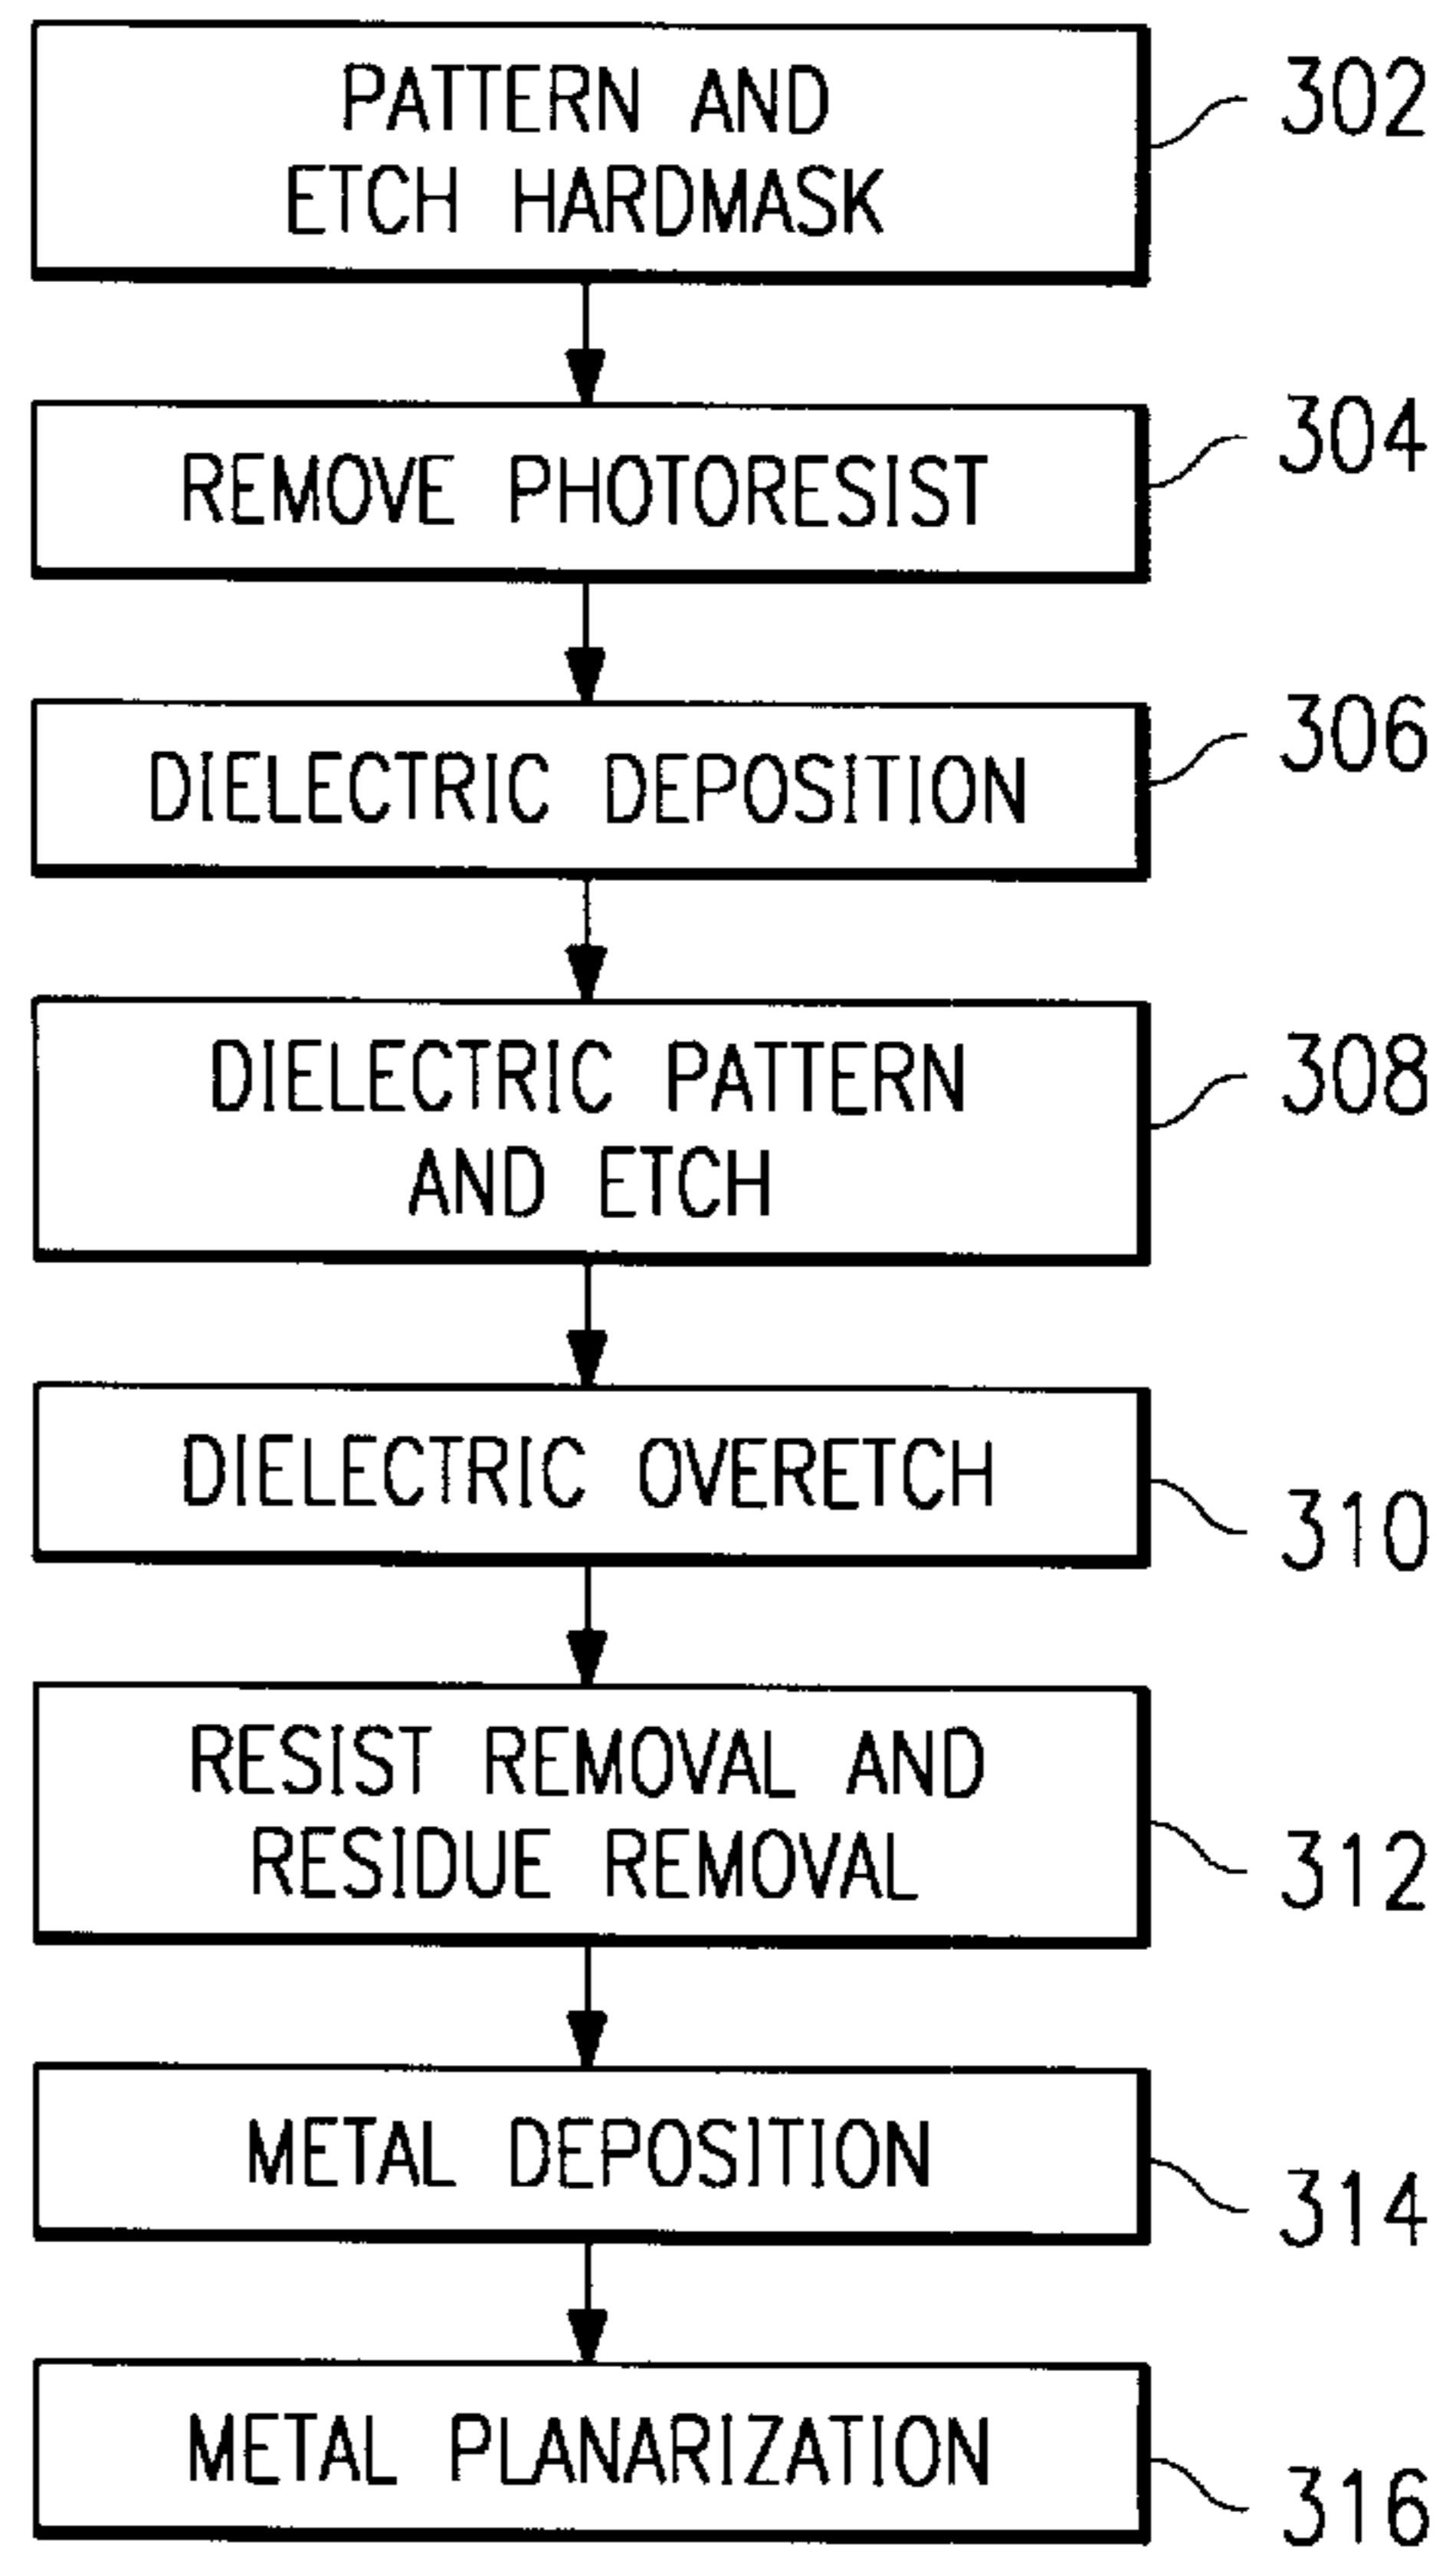 PATTERN AND
ETCH HARDMASK
302
REMOVE PHOTORESIST
304
DIELECTRIC DEPOSITION
306
DIELECTRIC PATTERN
AND ETCH
308
DIELECTRIC OVERETCH
310
RESIST REMOVAL AND
RESIDUE REMOVAL
312
METAL DEPOSITION
314
METAL PLANARIZATION
316